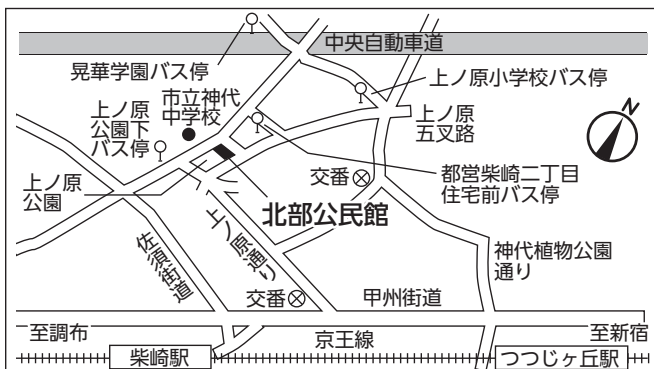 中央自動車道
晃華学園バス停
上ノ原小学校バス停
市立神代
中学校
上ノ原
公園下
バス停
上ノ原
五叉路
N
上ノ原
公園
交番
都営柴崎二丁目
住宅前バス停
北部公民館
上ノ原通り
佐須街道
神代植物公園
通り
交番
甲州街道
至調布
京王線
至新宿
柴崎駅
つつじヶ丘駅